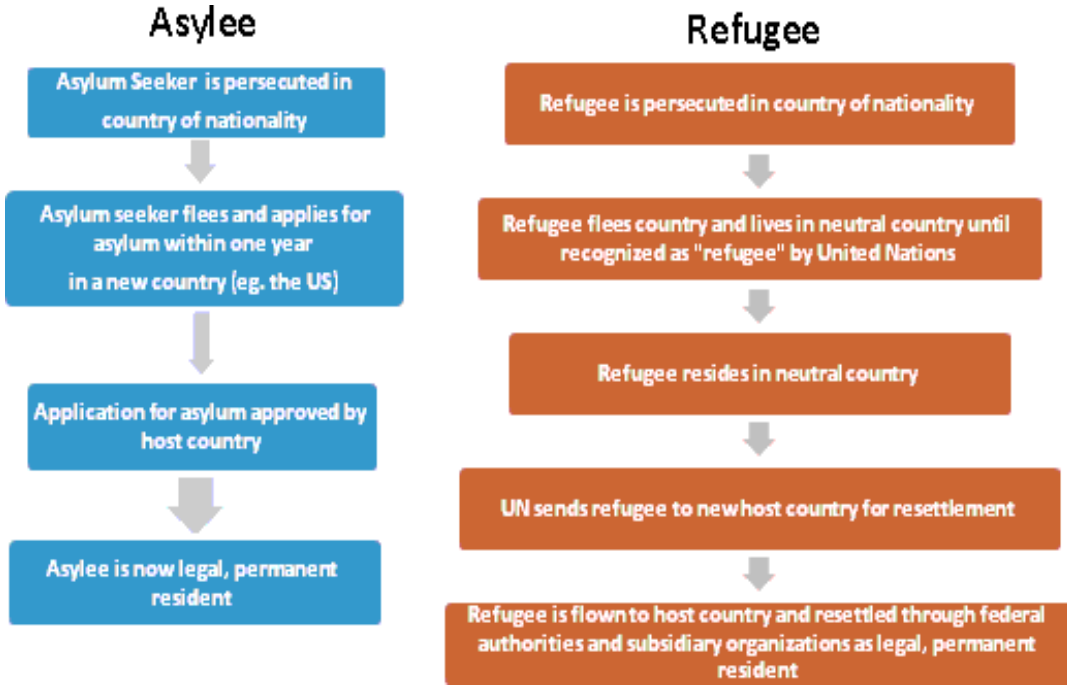 Asylee
Asylum Seeker is persecuted in
country of nationality
Asylum seeker flees and applies for
asylum within one year
in a new country (eg. the US)
Application for asylum approved by
host country
Asylee is now legal, permanent
resident
Refugee
Refugee is persecuted in country of nationality
Refugee flees country and lives in neutral country until
recognized as "refugee" by United Nations
Refugee resides in neutral country
UN sends refugee to new host country for resettlement
Refugee is flown to host country and resettled through federal
authorities and subsidiary organizations as legal, permanent
resident